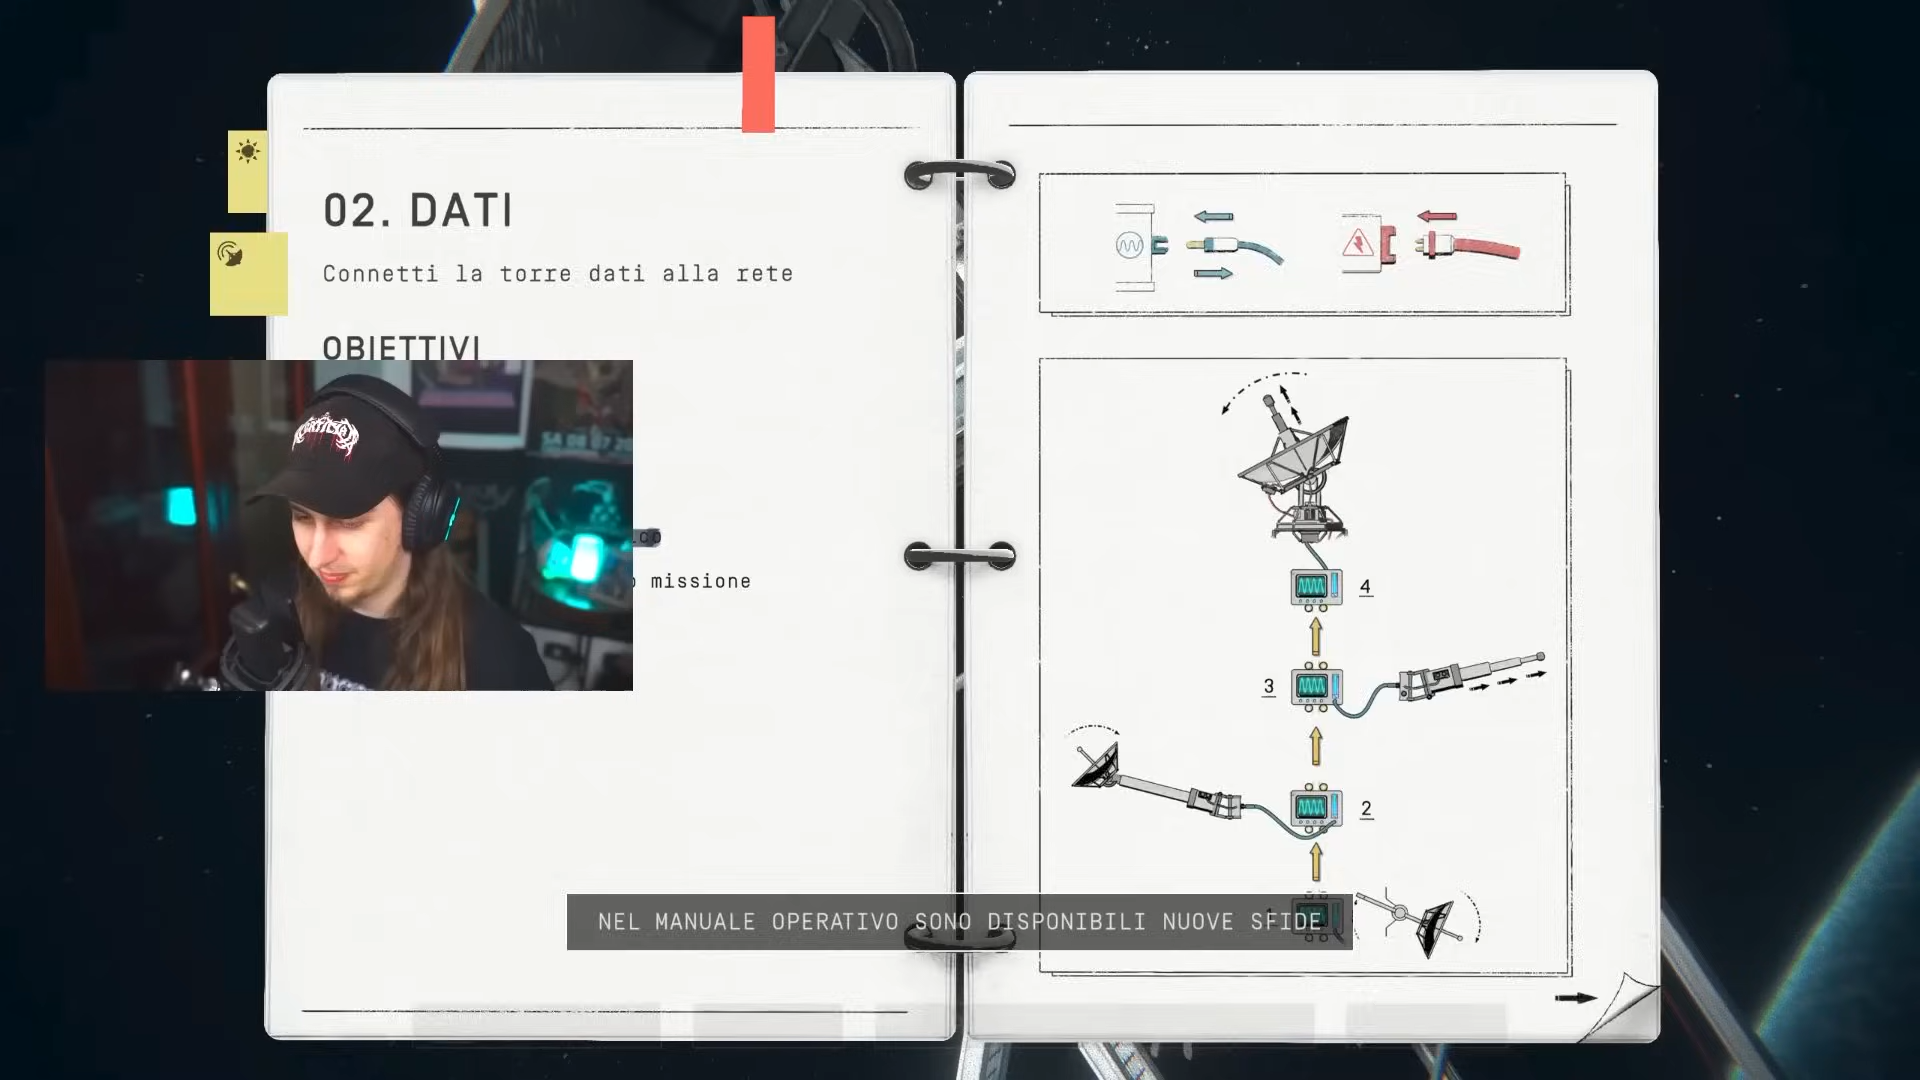 02. DATI
Connetti la torre dati alla rete
OBIETTIVI
missione
4
3
2
NEL MANUALE OPERATIVO SONO DISPONIBILI NUOVE SFIDE